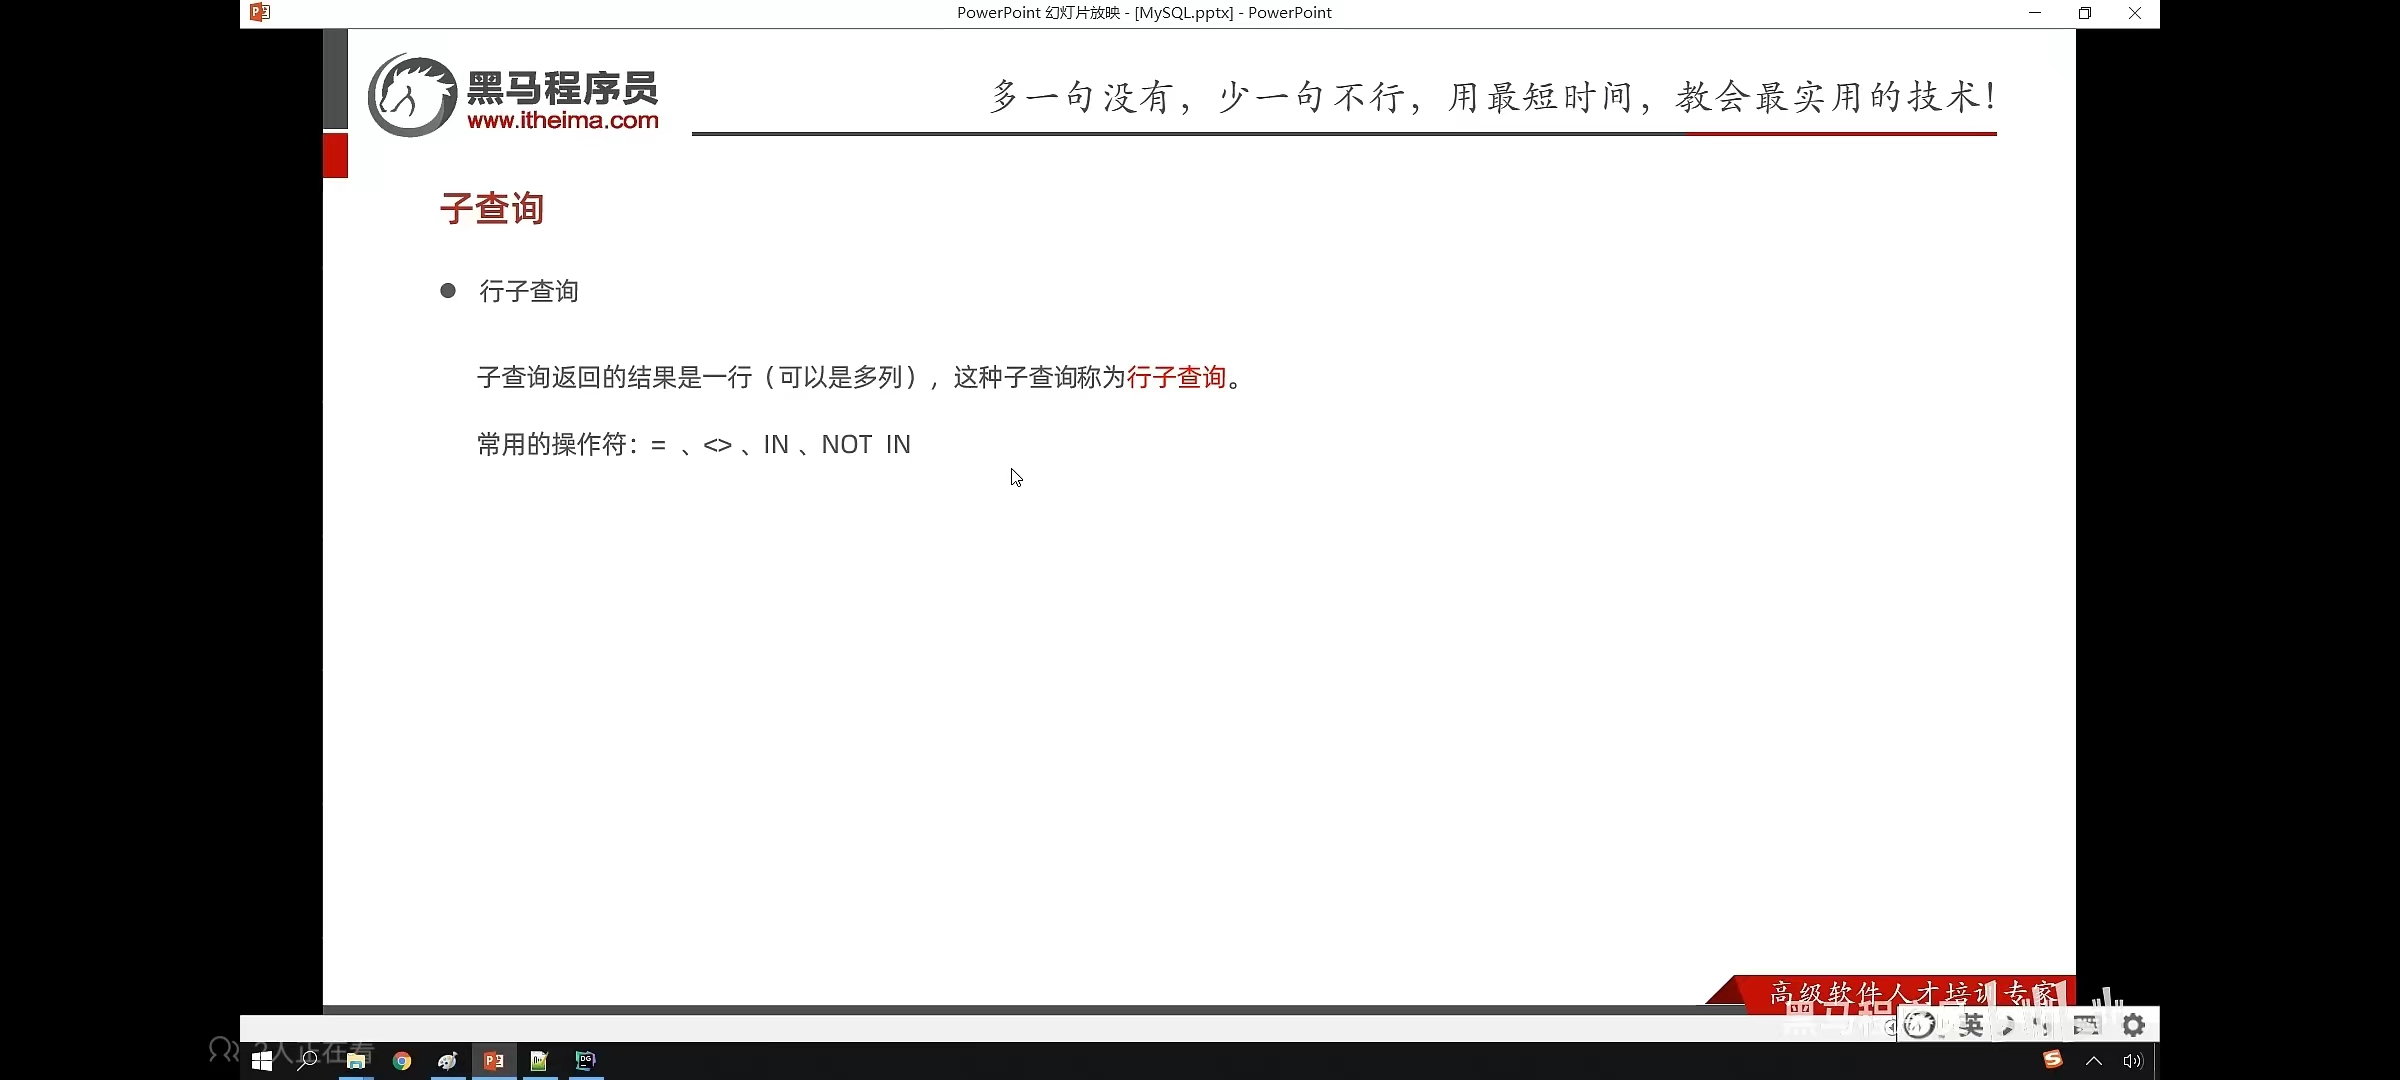 PowerPoint 幻灯片放映 - [MySQL.pptx] - PowerPoint
黑马程序员
www.itheima.com
多一句没有，少一句不行，用最短时间，教会最实用的技术！
子查询
● 行子查询
子查询返回的结果是一行（可以是多列），这种子查询称为行子查询。
常用的操作符：= 、<> 、IN 、NOT IN
高级软件人才培训专家
英
2人正在看